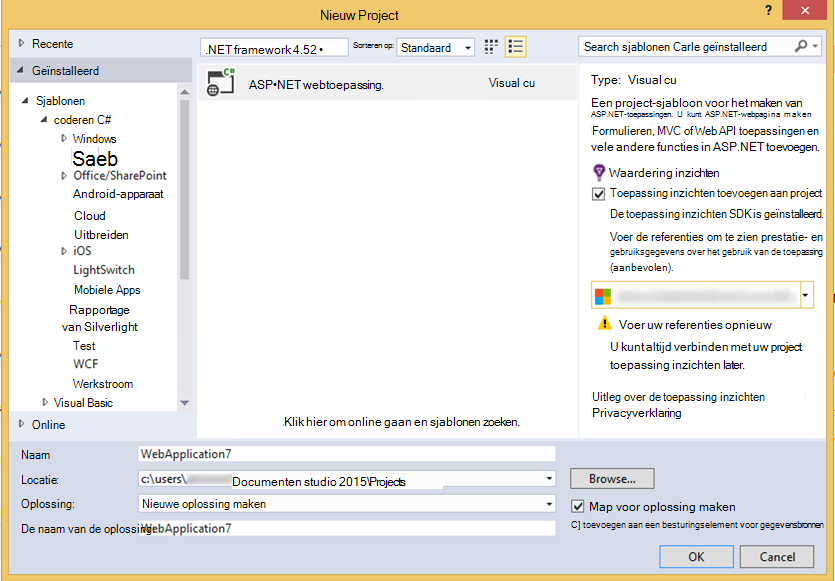 Nieuw Project
?
Recente
.NET framework 4.52
Sorteren op:
Standaard
Search sjablonen Carle geïnstalleerd
Geïnstalleerd
Sjablonen
coderen C#
Windows
Saeb
Office/SharePoint
Android-apparaat
Cloud
Uitbreiden
iOS
LightSwitch
Mobiele Apps
Rapportage
van Silverlight
Test
WCF
Werkstroom
Visual Basic
Online
ASP•NET webtoepassing.
Visual cu
.Klik hier om online gaan en sjablonen zoeken.
Type: Visual cu
Een project-sjabloon voor het maken van
ASP.NET-toepassingen. U kunt ASP.NET-webpagina maken
Formulieren, MVC of Web API toepassingen en
vele andere functies in ASP.NET toevoegen.
Waardering inzichten
Toepassing inzichten toevoegen aan project
De toepassing inzichten SDK is geïnstalleerd.
Voer de referenties om te zien prestatie- en
gebruiksgegevens over het gebruik van de toepassing
(aanbevolen).
Voer uw referenties opnieuw
U kunt altijd verbinden met uw project
toepassing inzichten later.
Uitleg over de toepassing inzichten
Privacyverklaring
Naam
WebApplication7
Locatie:
c:\users\
Documenten studio 2015\Projects
Browse...
Oplossing:
Nieuwe oplossing maken
Map voor oplossing maken
De naam van de oplossing:
WebApplication7
C] toevoegen aan een besturingselement voor gegevensbronnen
OK
Cancel